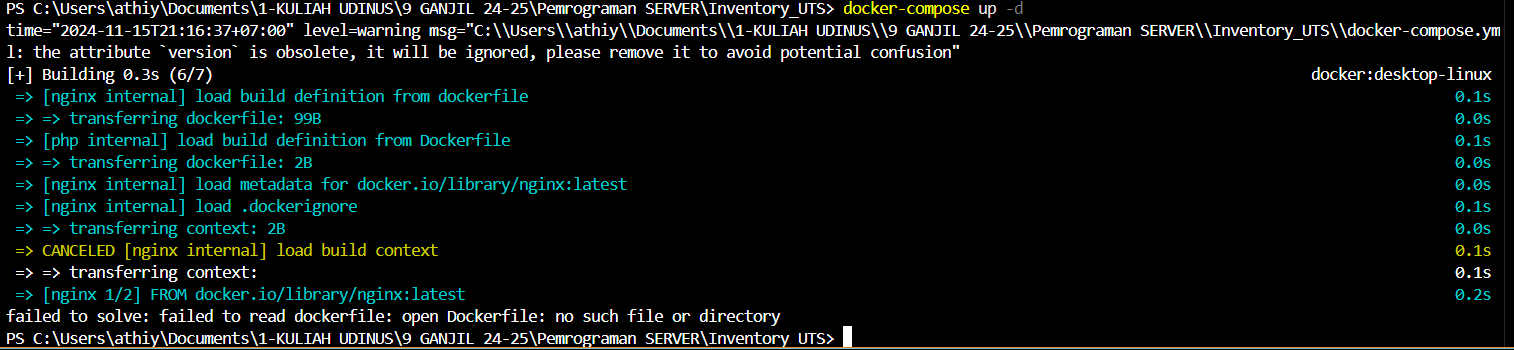 PS C:\Users\athiy\Documents\1-KULIAH UDINUS\9 GANJIL 24-25\Pemrograman SERVER\Inventory_UTS> docker-compose up -d
time="2024-11-15T21:16:37+07:00" level=warning msg="C:\\Users\\athiy\\Documents\\1-KULIAH UDINUS\\9 GANJIL 24-25\\Pemrograman SERVER\\Inventory_UTS\\docker-compose.ym
l: the attribute `version` is obsolete, it will be ignored, please remove it to avoid potential confusion"
[+] Building 0.3s (6/7) docker:desktop-linux
=> [nginx internal] load build definition from dockerfile 0.1s
=> => transferring dockerfile: 99B 0.0s
=> [php internal] load build definition from Dockerfile 0.1s
=> => transferring dockerfile: 2B 0.0s
=> [nginx internal] load metadata for docker.io/library/nginx:latest 0.0s
=> [nginx internal] load .dockerignore 0.1s
=> => transferring context: 2B 0.0s
=> CANCELED [nginx internal] load build context 0.1s
=> => transferring context: 0.1s
=> [nginx 1/2] FROM docker.io/library/nginx:latest 0.2s
failed to solve: failed to read dockerfile: open Dockerfile: no such file or directory
PS C:\Users\athiy\Documents\1-KULIAH UDINUS\9 GANJIL 24-25\Pemrograman SERVER\Inventory_UTS>